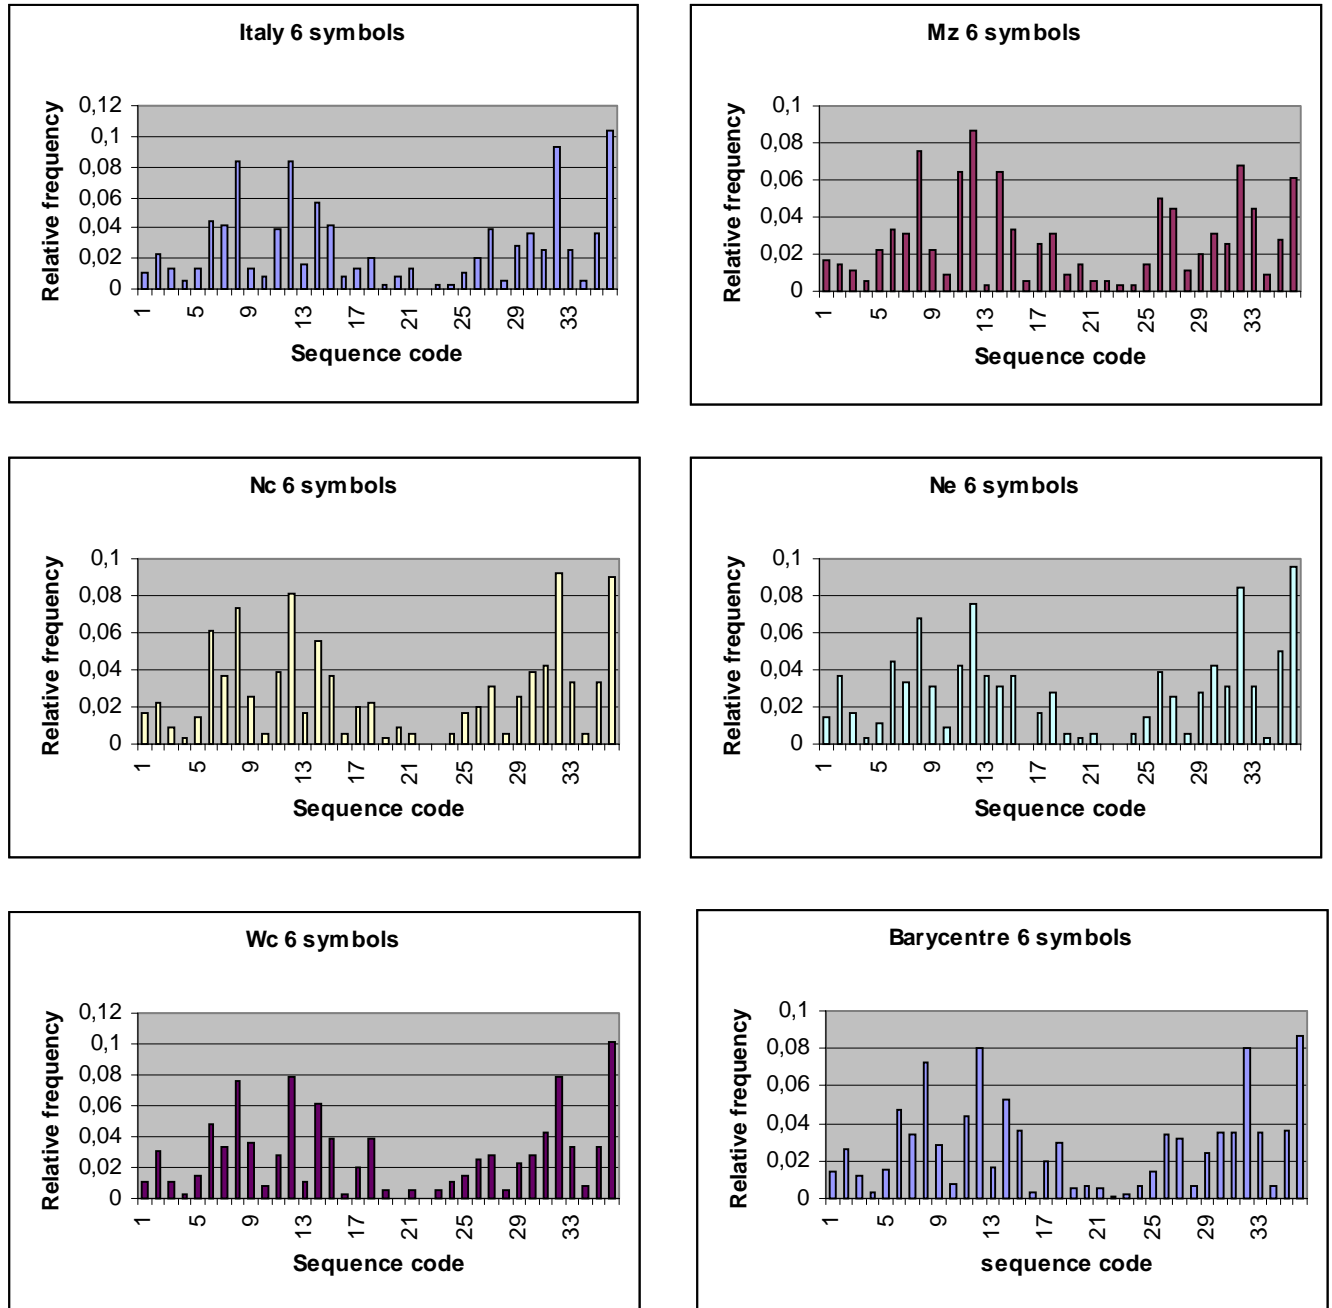 Italy 6 symbols
Relative frequency
0,12
0,1
0,08
0,06
0,04
0,02
0
1 5 9 13 17 21 25 29 33
Sequence code
Mz 6 symbols
Relative frequency
0,1
0,08
0,06
0,04
0.02
0
1 5 9 13 17 21 25 29 33
Sequence code
Nc 6 symbols
Relative frequency
0,1
0,08
0,06
0,04
0,02
0
1 5 9 13 17 21 25 29 33
Sequence code
Ne 6 symbols
Relative frequency
0,1
0,08
0,06
0,04
0,02
0
1 5 9 13 17 21 25 29 33
Sequence code
Wc 6 symbols
Relative frequency
0,12
0,1
0,08
0,06
0,04
0,02
0
1 5 9 13 17 21 25 29 33
Sequence code
Barycentre 6 symbols
Relative frequency
0,1
0,08
0,06
0,04
0,02
0
1 5 9 13 17 21 25 29 33
sequence code